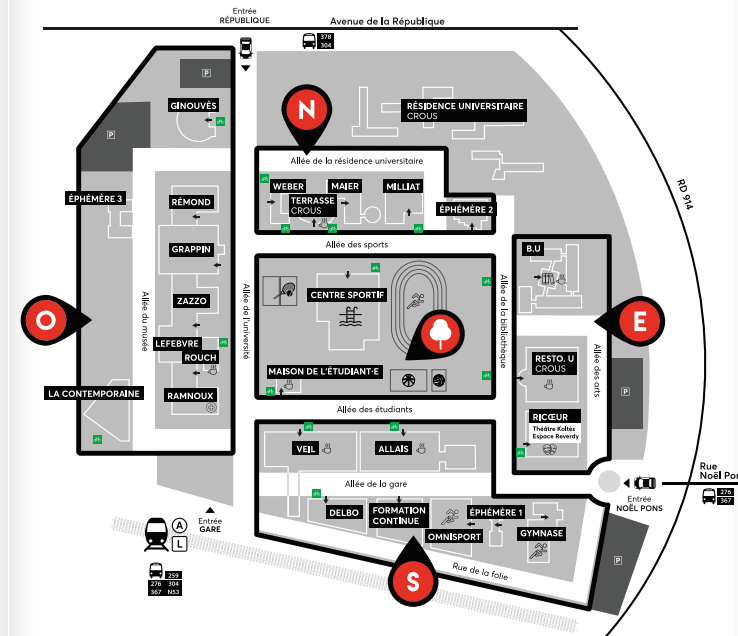 Entrée
RÉPUBLIQUE
Avenue de la République
378
304
P
GINOUVÈS
P
N
RÉSIDENCE UNIVERSITAIRE
CROUS
Allée de la résidence universitaire
RD 914
ÉPHÉMÈRE 3
RÉMOND
WEBER
MAIER
MILLIAT
TERRASSE
CROUS
ÉPHÉMÈRE 2
GRAPPIN
Allée des sports
B.U
Allée du musée
ZAZZO
Allée de l'université
CENTRE SPORTIF
Allée de la bibliothèque
O
E
LEFEBVRE
ROUCH
Allée des arts
RESTO. U
CROUS
MAISON DE L'ÉTUDIANT·E
LA CONTEMPORAINE
RAMNOUX
P
Allée des étudiants
RICŒUR
Théâtre Koltès
Espace Reverdy
VEIL
ALLAIS
Allée de la gare
Rue
Noël Pon
276
367
Entrée
NOËL PONS
DELBO
FORMATION
CONTINUE
ÉPHÉMÈRE 1
OMNISPORT
GYMNASE
Entrée
GARE
A
L
P
Rue de la folie
S
259
276 304
367 N53